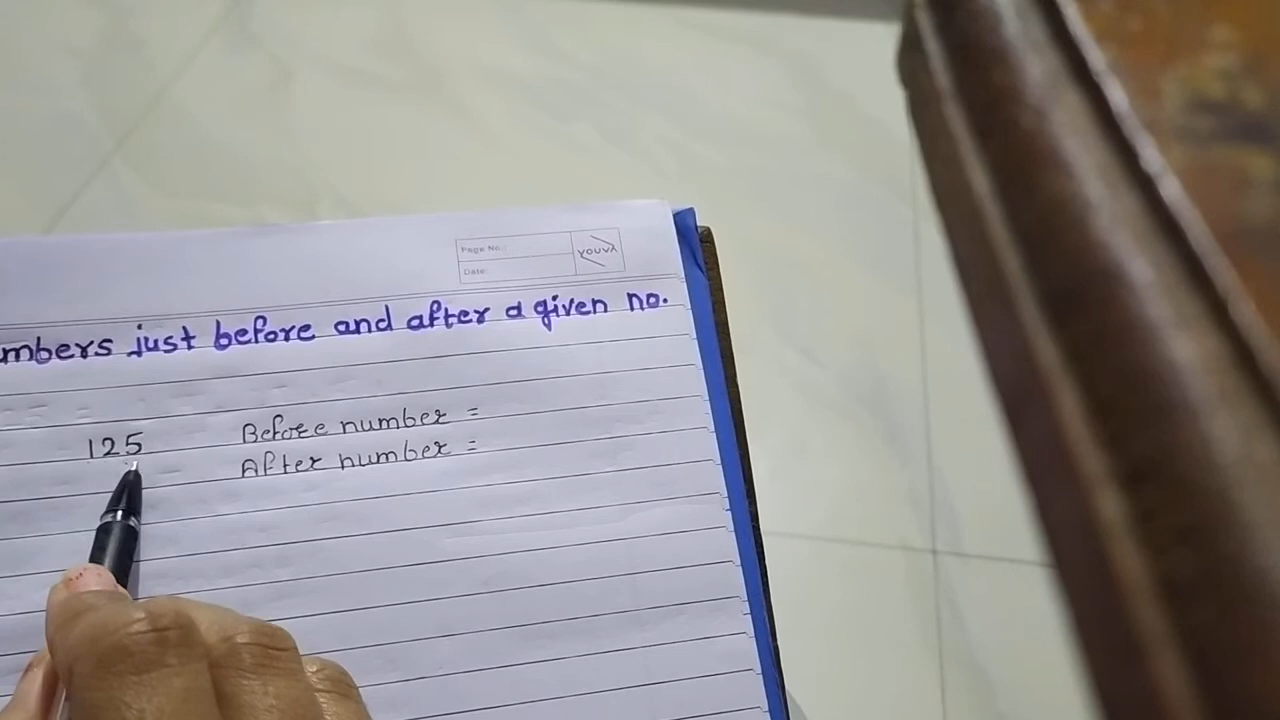 Page No.:
Date:
YOUVA
mbers just before and after a given no.
125 Before number =
After number =